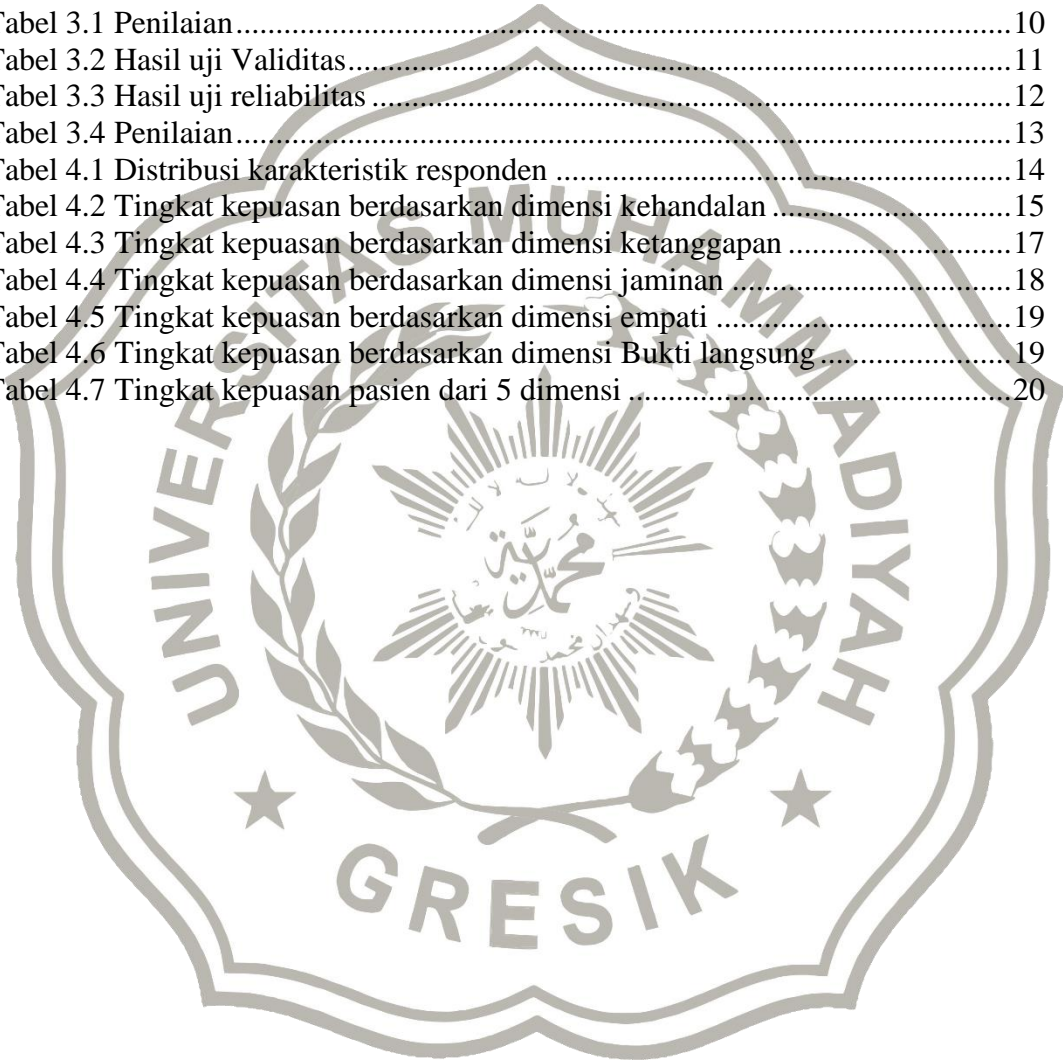 Tabel 3.1 Penilaian....................................................................................................10
Tabel 3.2 Hasil uji Validitas......................................................................................11
Tabel 3.3 Hasil uji reliabilitas ...................................................................................12
Tabel 3.4 Penilaian....................................................................................................13
Tabel 4.1 Distribusi karakteristik responden ............................................................14
Tabel 4.2 Tingkat kepuasan berdasarkan dimensi kehandalan .................................15
Tabel 4.3 Tingkat kepuasan berdasarkan dimensi ketanggapan ...............................17
Tabel 4.4 Tingkat kepuasan berdasarkan dimensi jaminan ......................................18
Tabel 4.5 Tingkat kepuasan berdasarkan dimensi empati ........................................19
Tabel 4.6 Tingkat kepuasan berdasarkan dimensi Bukti langsung...........................19
Tabel 4.7 Tingkat kepuasan pasien dari 5 dimensi ...................................................20
UNIVERSITAS MUHAMMADIYAH
محمدية
GRESIK